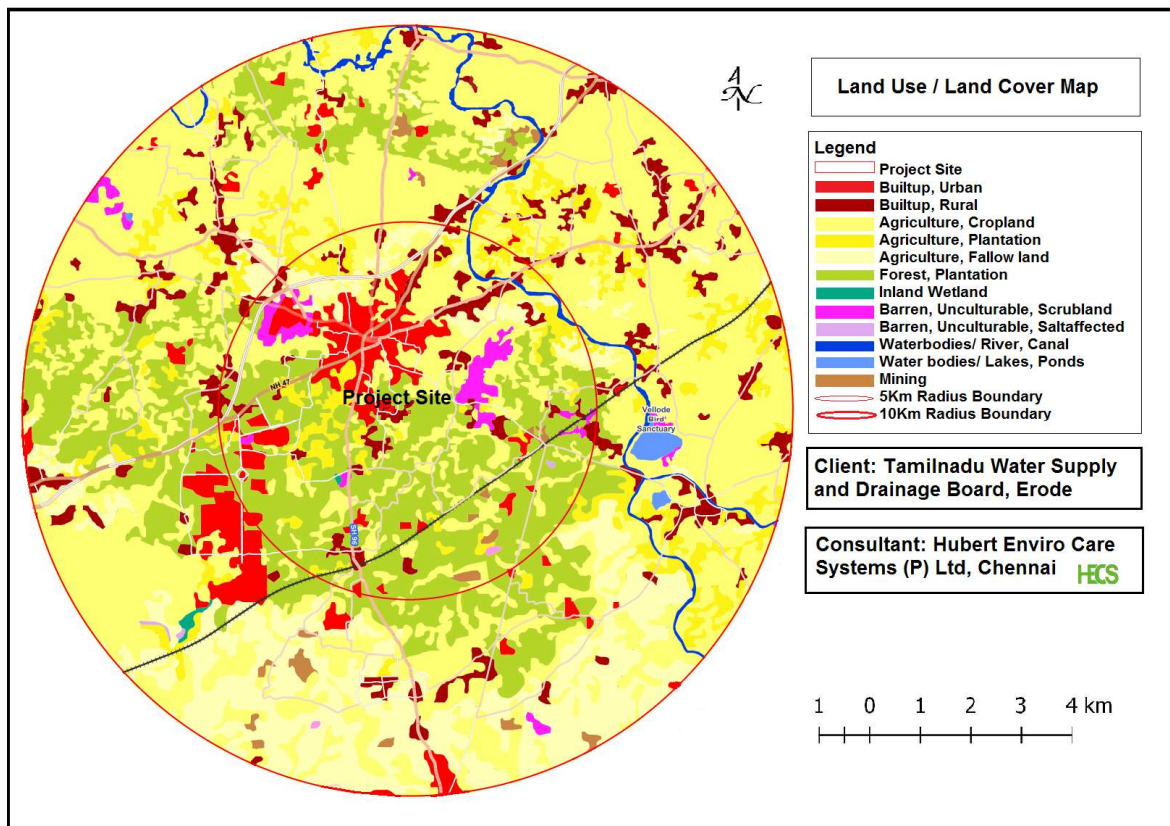 Land Use / Land Cover Map
N
Legend
Project Site
Builtup, Urban
Builtup, Rural
Agriculture, Cropland
Agriculture, Plantation
Agriculture, Fallow land
Forest, Plantation
Inland Wetland
Barren, Unculturable, Scrubland
Barren, Unculturable, Saltaffected
Waterbodies/ River, Canal
Water bodies/ Lakes, Ponds
Mining
5Km Radius Boundary
10Km Radius Boundary
NH 47
Project Site
Vellode
Bird
Sanctuary
SH 96
Client: Tamilnadu Water Supply
and Drainage Board, Erode
Consultant: Hubert Enviro Care
Systems (P) Ltd, Chennai HECS
1 0 1 2 3 4 km